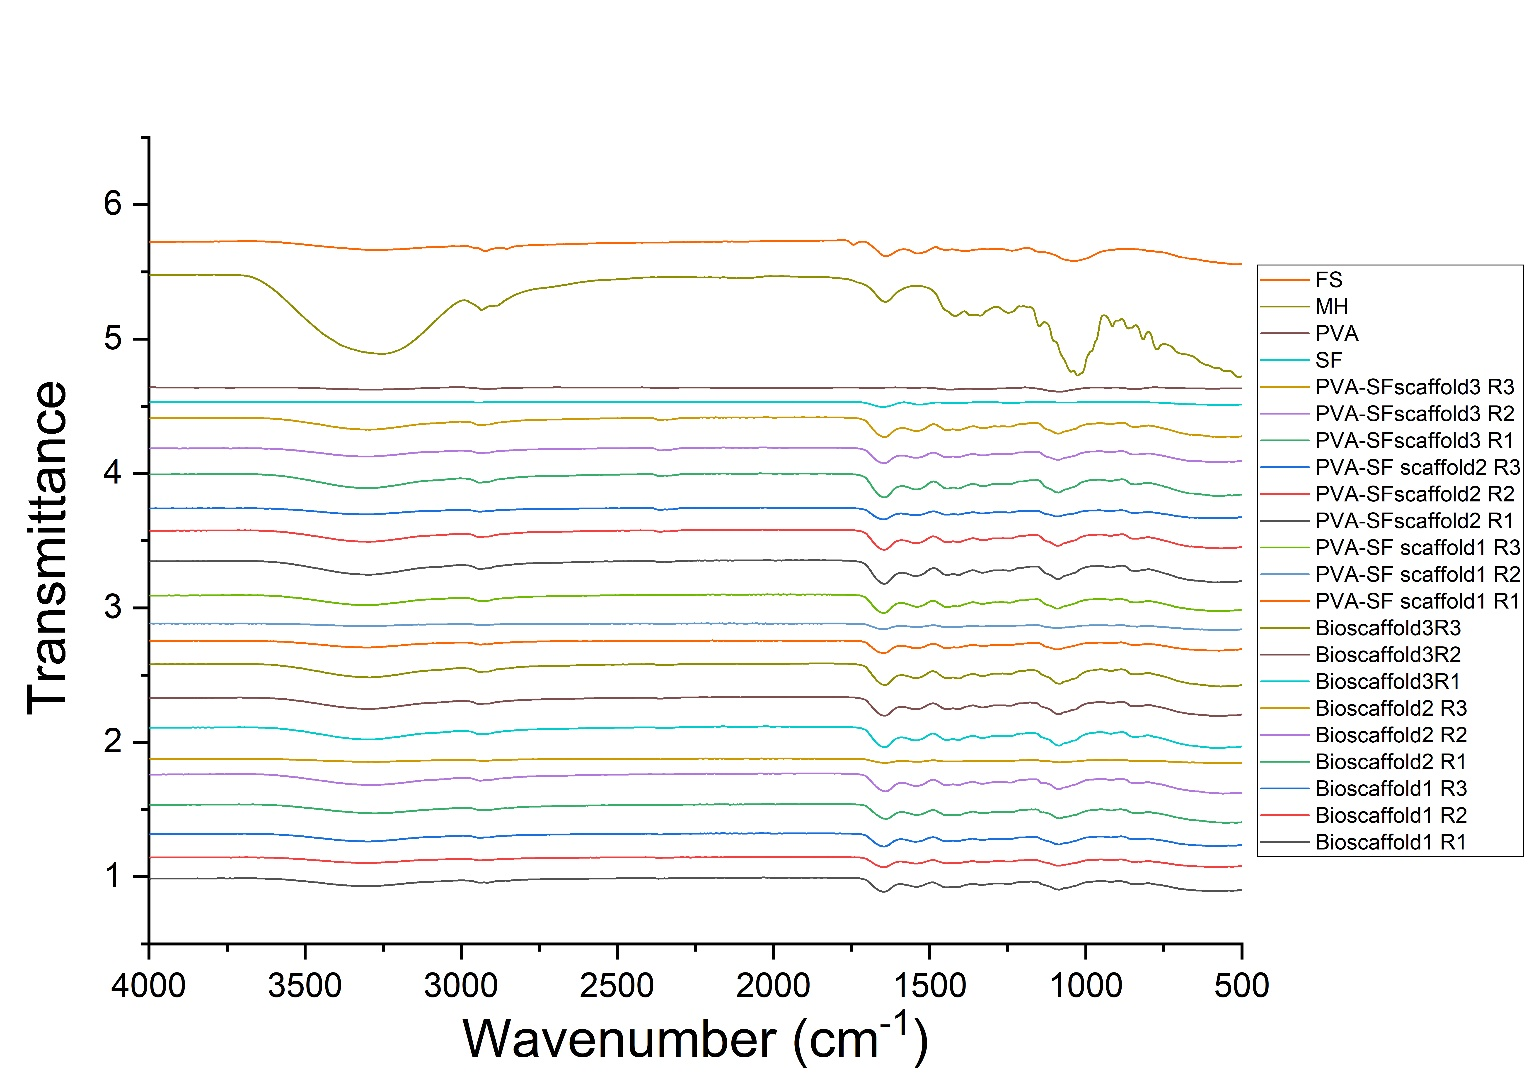 Transmittance
6
5
4
3
2
1
4000 3500 3000 2500 2000 1500 1000 500
Wavenumber (cm-1)
FS
MH
PVA
SF
PVA-SFscaffold3 R3
PVA-SFscaffold3 R2
PVA-SFscaffold3 R1
PVA-SF scaffold2 R3
PVA-SFscaffold2 R2
PVA-SFscaffold2 R1
PVA-SF scaffold1 R3
PVA-SF scaffold1 R2
PVA-SF scaffold1 R1
Bioscaffold3R3
Bioscaffold3R2
Bioscaffold3R1
Bioscaffold2 R3
Bioscaffold2 R2
Bioscaffold2 R1
Bioscaffold1 R3
Bioscaffold1 R2
Bioscaffold1 R1